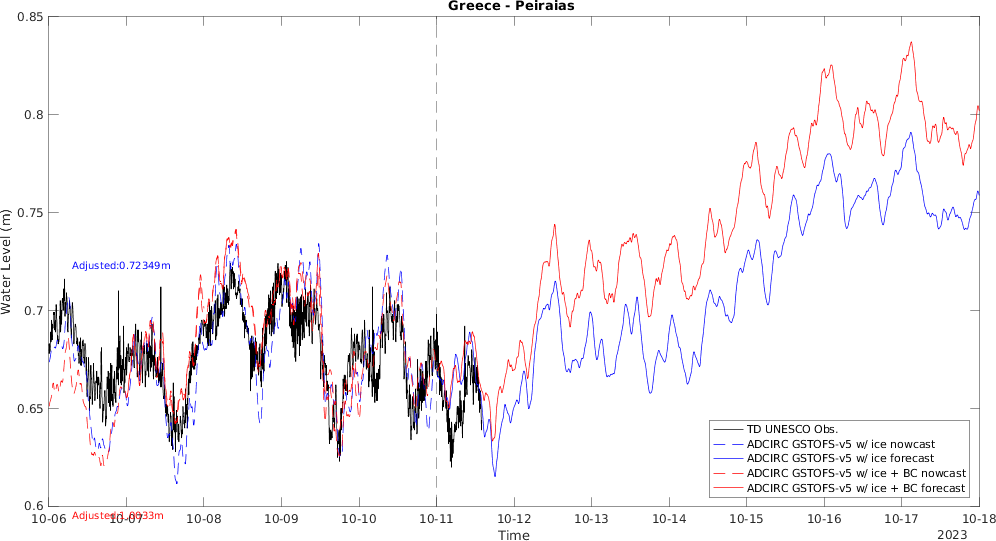 Greece - Peiraias
0.85
0.8
0.75
0.7
0.65
0.6
Water Level (m)
Adjusted:0.72349m
TD UNESCO Obs.
ADCIRC GSTOFS-v5 w/ ice nowcast
ADCIRC GSTOFS-v5 w/ ice forecast
ADCIRC GSTOFS-v5 w/ ice + BC nowcast
ADCIRC GSTOFS-v5 w/ ice + BC forecast
10-06 10-07 10-08 10-09 10-10 10-11 10-12 10-13 10-14 10-15 10-16 10-17 10-18
Time
2023